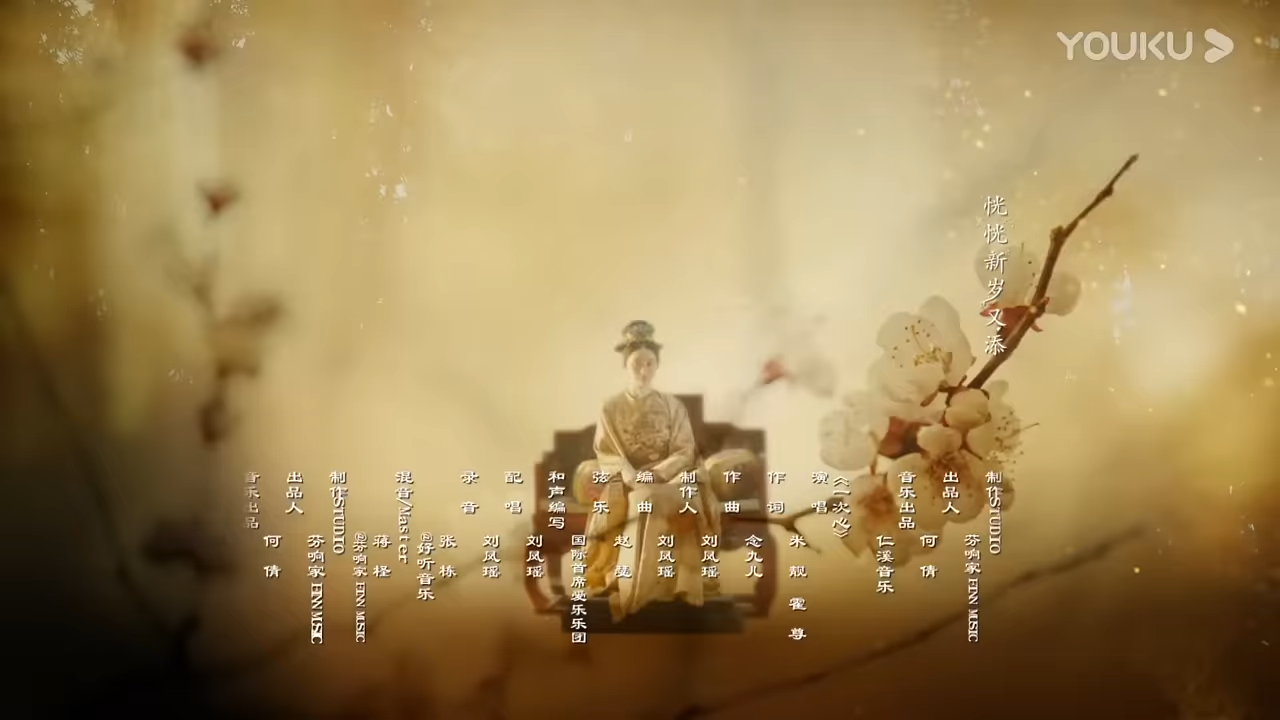 YOUKU
恍恍新岁又添
制作STUDIO
芬响家 FENN MUSIC
出品人
何倩
音乐出品
仁溪音乐
《一次心》
演唱
米靓 霍尊
作词
念九儿
作曲
刘凤瑶
制作人
刘凤瑶
编曲
赵琶
弦乐
国际首席爱乐乐团
和声编写
刘凤瑶
配唱
刘凤瑶
录音
张栋
@好听音乐
混音/Master
蒋柽
@芬响家 FENN MUSIC
制作STUDIO
芬响家 FENN MUSIC
出品人
何倩
音乐出品